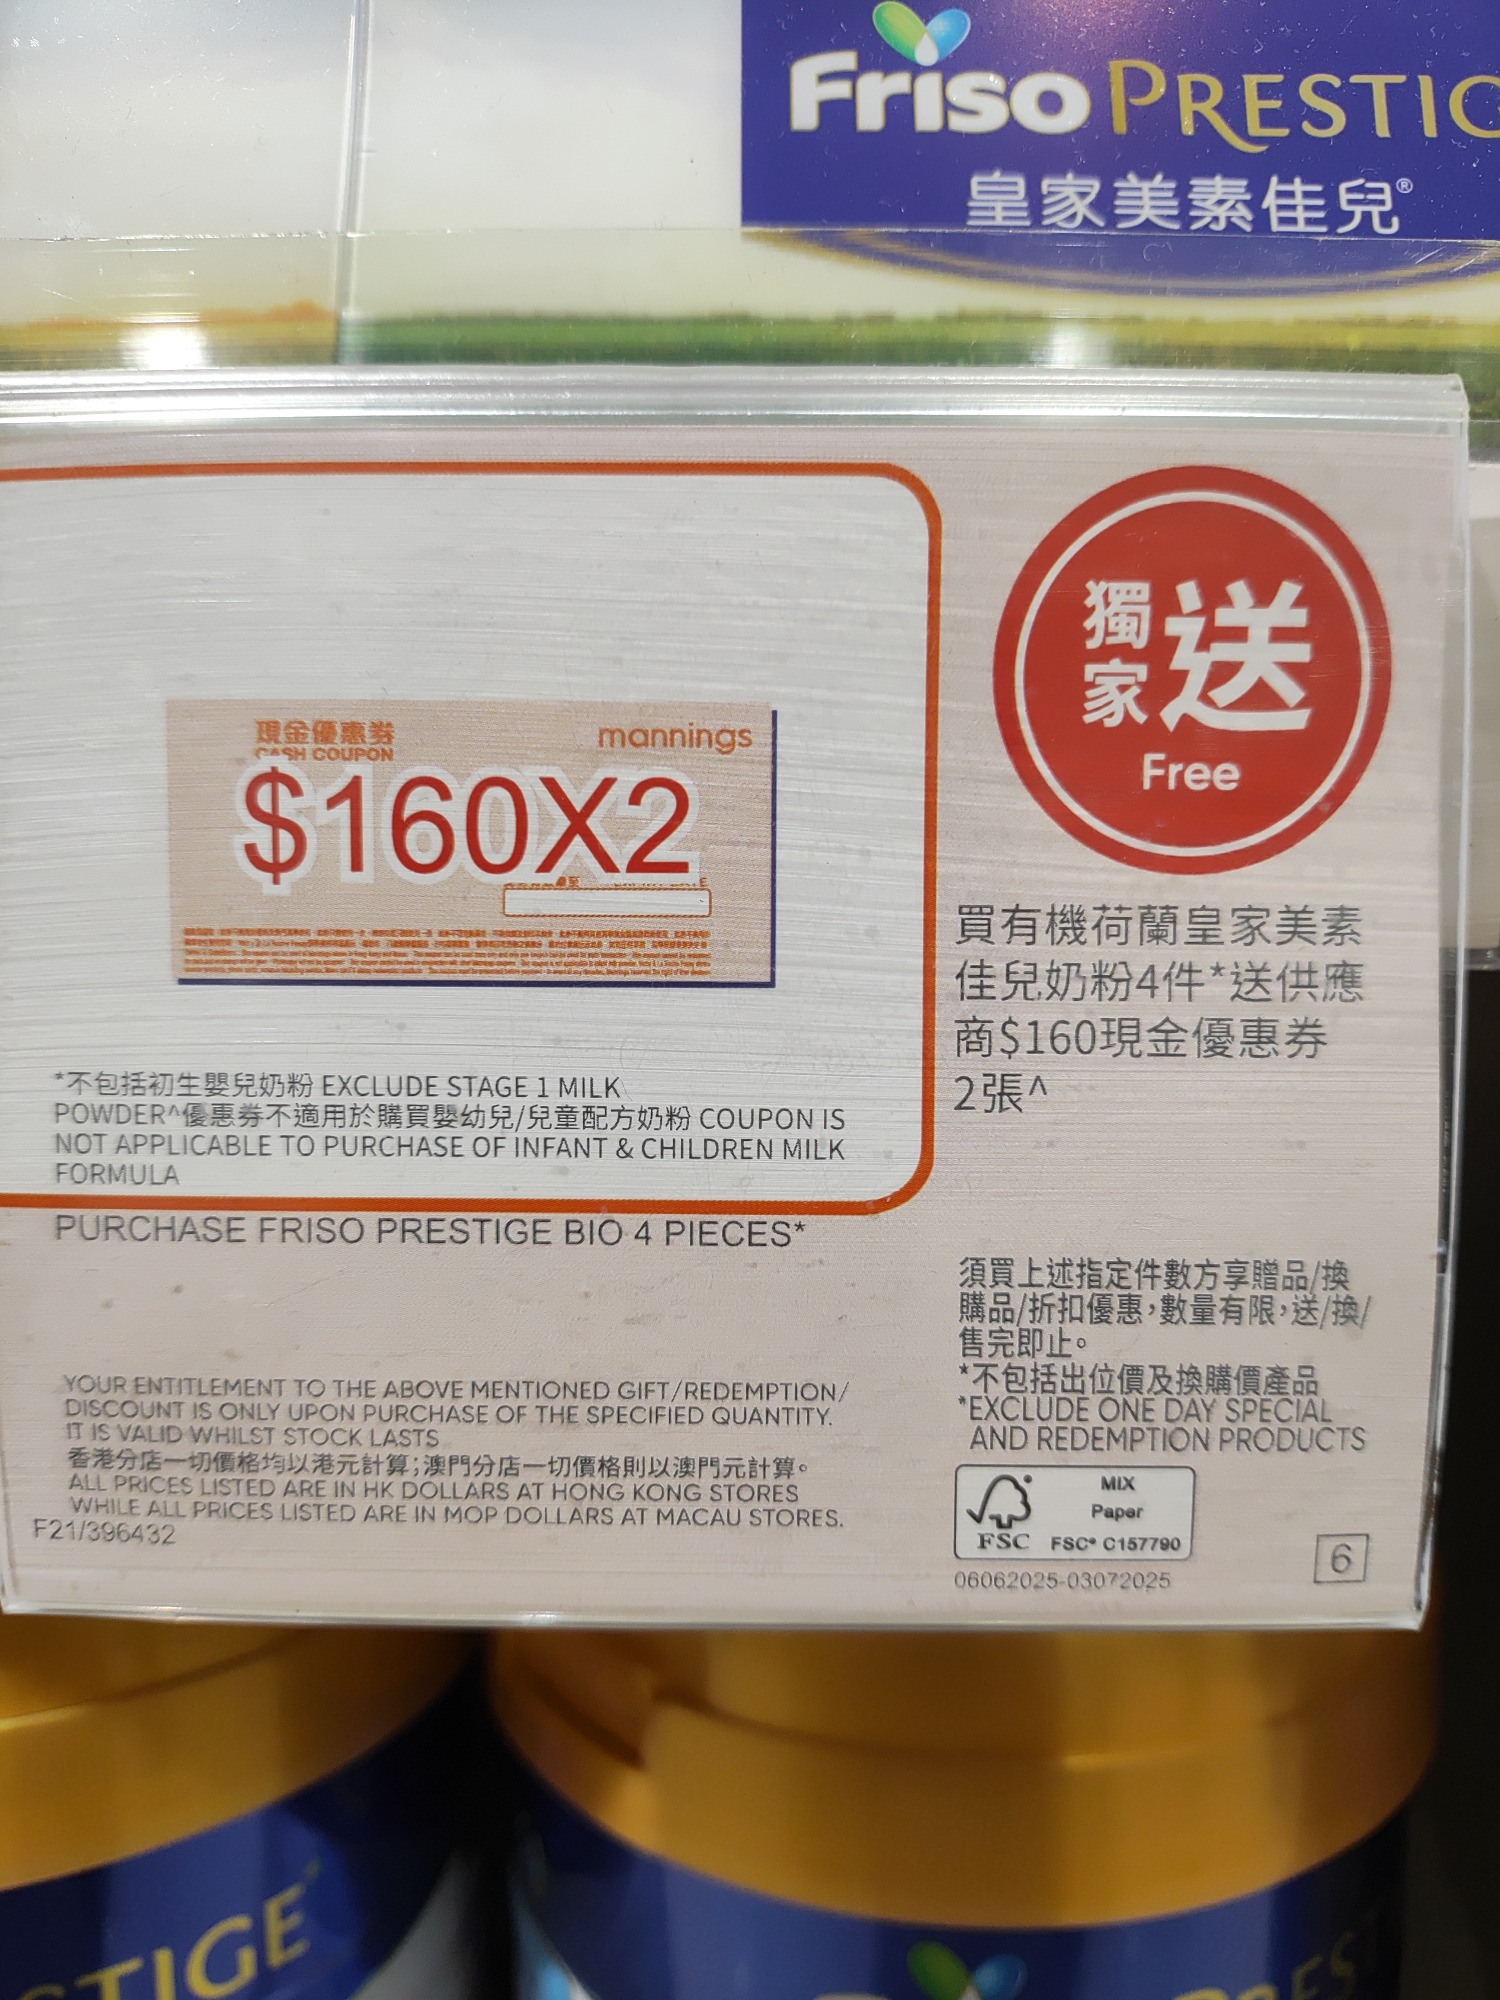 Friso PRESTIG
皇家美素佳兒®
獨家送
Free
現金優惠券
mannings
CASH COUPON
$160X2
買有機荷蘭皇家美素
佳兒奶粉4件*送供應
商$160現金優惠券
2張^
*不包括初生嬰兒奶粉 EXCLUDE STAGE 1 MILK
POWDER^優惠券不適用於購買嬰幼兒/兒童配方奶粉 COUPON IS
NOT APPLICABLE TO PURCHASE OF INFANT & CHILDREN MILK
FORMULA
PURCHASE FRISO PRESTIGE BIO 4 PIECES*
須買上述指定件數方享贈品/換
購品/折扣優惠,數量有限,送/換/
售完即止。
*不包括出位價及換購價產品
*EXCLUDE ONE DAY SPECIAL
AND REDEMPTION PRODUCTS
YOUR ENTITLEMENT TO THE ABOVE MENTIONED GIFT/REDEMPTION/
DISCOUNT IS ONLY UPON PURCHASE OF THE SPECIFIED QUANTITY.
IT IS VALID WHILST STOCK LASTS
香港分店一切價格均以港元計算;澳門分店一切價格則以澳門元計算。
ALL PRICES LISTED ARE IN HK DOLLARS AT HONG KONG STORES
WHILE ALL PRICES LISTED ARE IN MOP DOLLARS AT MACAU STORES.
F21/396432
MIX
Paper
FSC
FSC® C157790
06062025-03072025
6
STIGE
PRES